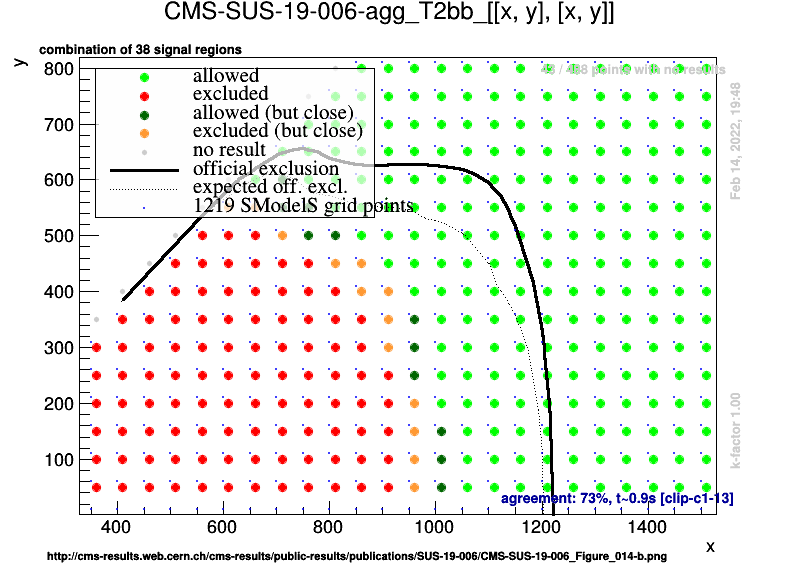 CMS-SUS-19-006-agg_T2bb_[[x, y], [x, y]]
combination of 38 signal regions
y
800
700
600
500
400
300
200
100
allowed
excluded
allowed (but close)
excluded (but close)
no result
official exclusion
expected off. excl.
1219 SModelS grid points
points with no results
Feb 14, 2022, 19:48
k-factor 1.00
agreement: 73%, t~0.9s [clip-c1-13]
400
600
800
1000
1200
1400
x
http://cms-results.web.cern.ch/cms-results/public-results/publications/SUS-19-006/CMS-SUS-19-006_Figure_014-b.png